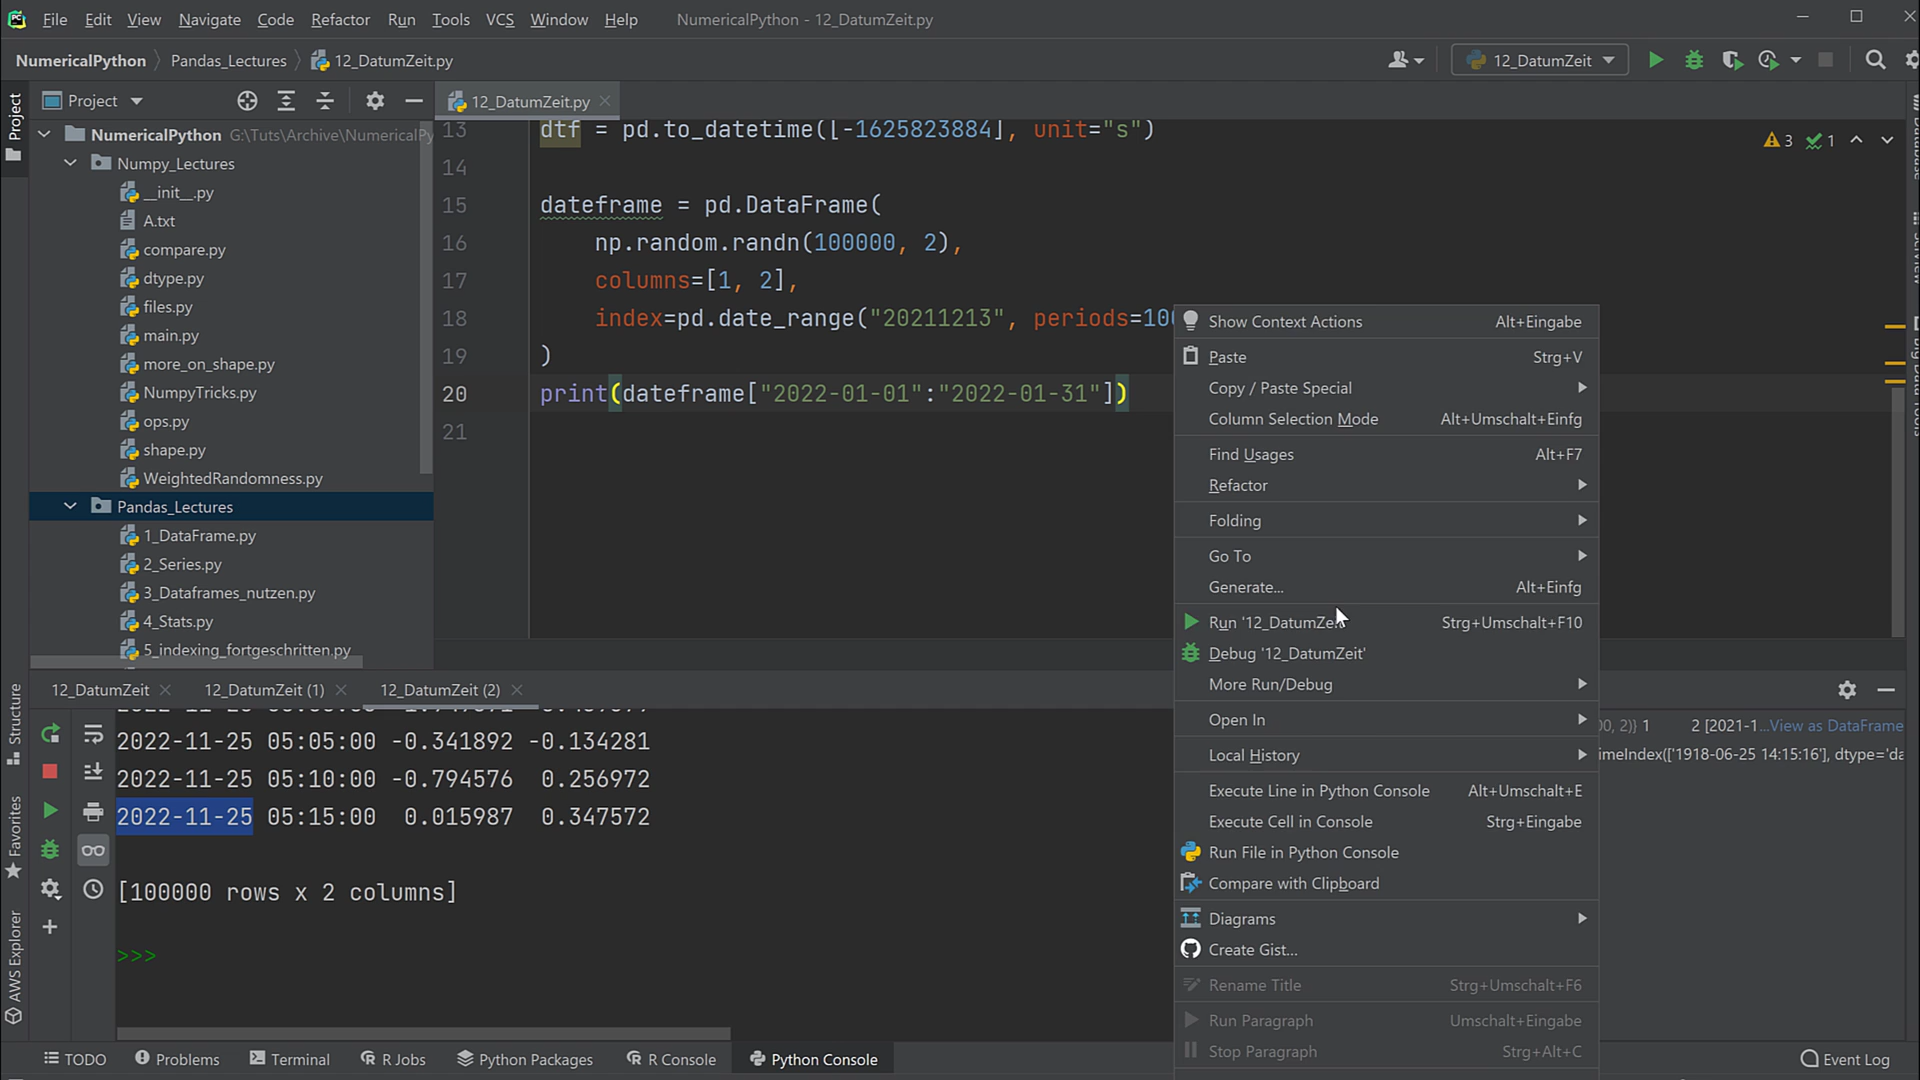 File Edit View Navigate Code Refactor Run Tools VCS Window Help NumericalPython - 12_DatumZeit.py
NumericalPython Pandas_Lectures 12_DatumZeit.py 12_DatumZeit
Project
Project
12_DatumZeit.py
NumericalPython G:\Tuts\Archive\NumericalPy
Numpy_Lectures
__init__.py
A.txt
compare.py
dtype.py
files.py
main.py
more_on_shape.py
NumpyTricks.py
ops.py
shape.py
WeightedRandomness.py
Pandas_Lectures
1_DataFrame.py
2_Series.py
3_Dataframes_nutzen.py
4_Stats.py
5_indexing_fortgeschritten.py
13 dtf = pd.to_datetime([-1625823884], unit="s")
14
15 dateframe = pd.DataFrame(
16 np.random.randn(100000, 2),
17 columns=[1, 2],
18 index=pd.date_range("20211213", periods=100
19 )
20 print(dateframe["2022-01-01":"2022-01-31"])
21
3 1
Show Context Actions Alt+Eingabe
Paste Strg+V
Copy / Paste Special
Column Selection Mode Alt+Umschalt+Einfg
Find Usages Alt+F7
Refactor
Folding
Go To
Generate... Alt+Einfg
Run '12_DatumZeit' Strg+Umschalt+F10
Debug '12_DatumZeit'
More Run/Debug
Open In
Local History
Execute Line in Python Console Alt+Umschalt+E
Execute Cell in Console Strg+Eingabe
Run File in Python Console
Compare with Clipboard
Diagrams
Create Gist...
Rename Title Strg+Umschalt+F6
Run Paragraph Umschalt+Eingabe
Stop Paragraph Strg+Alt+C
12_DatumZeit 12_DatumZeit (1) 12_DatumZeit (2)
2022-11-25 05:05:00 -0.341892 -0.134281
2022-11-25 05:10:00 -0.794576 0.256972
2022-11-25 05:15:00 0.015987 0.347572
[100000 rows x 2 columns]
>>>
00, 2)} 1 2 [2021-1...View as DataFrame
imeIndex(['1918-06-25 14:15:16'], dtype='da
Structure
Favorites
AWS Explorer
TODO Problems Terminal R Jobs Python Packages R Console Python Console Event Log